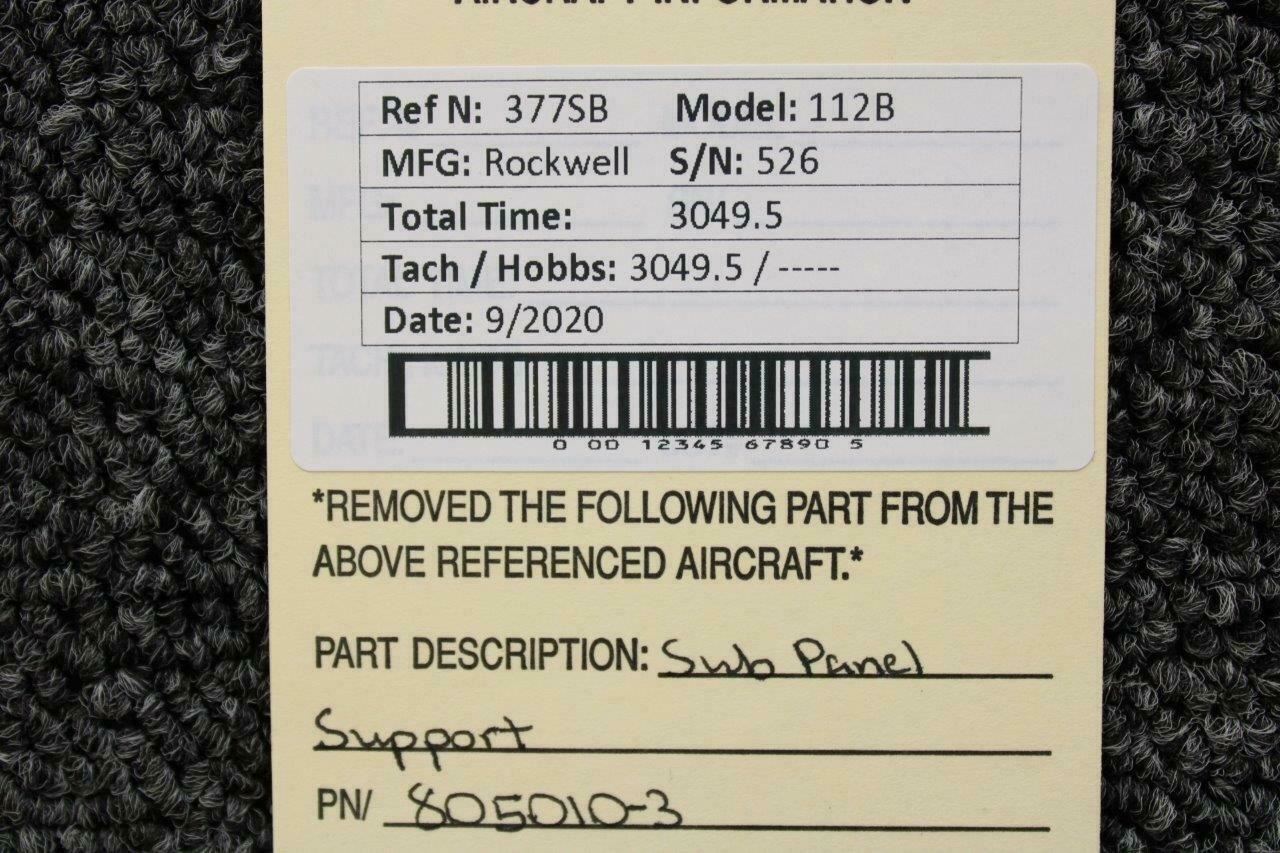 AIRCRAFT INFORMATION
Ref N: 377SB Model: 112B
MFG: Rockwell S/N: 526
Total Time: 3049.5
Tach / Hobbs: 3049.5 / -----
Date: 9/2020
0 00 12345 67890 5
*REMOVED THE FOLLOWING PART FROM THE
ABOVE REFERENCED AIRCRAFT.*
PART DESCRIPTION: Sub Panel
Support
PN/ 805010-3